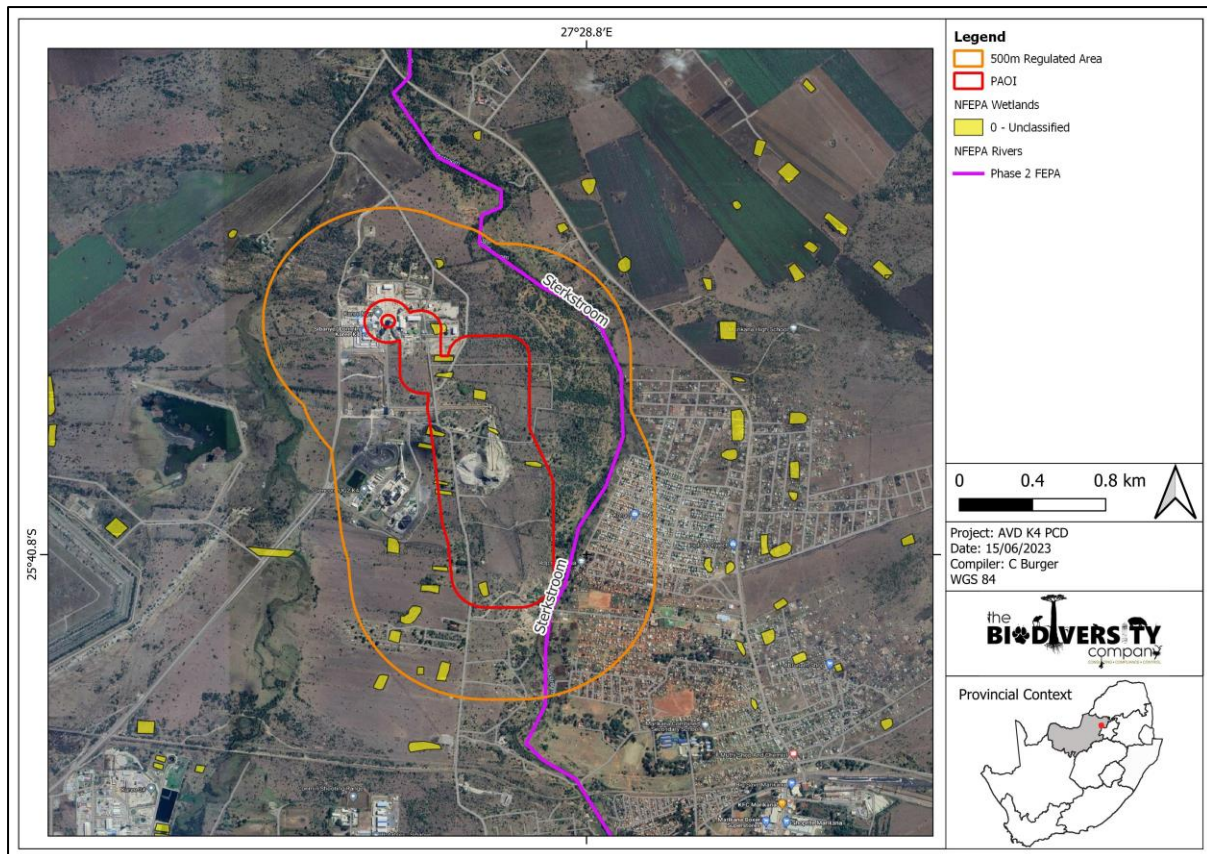 27°28.8'E
25°40.8'S
Sterkstroom
Sterkstroom
KFC Marikana
Legend
500m Regulated Area
PAOI
NFEPA Wetlands
0 - Unclassified
NFEPA Rivers
Phase 2 FEPA
0 0.4 0.8 km
Project: AVD K4 PCD
Date: 15/06/2023
Compiler: C Burger
WGS 84
the
BIODIVERSITY
company
Provincial Context